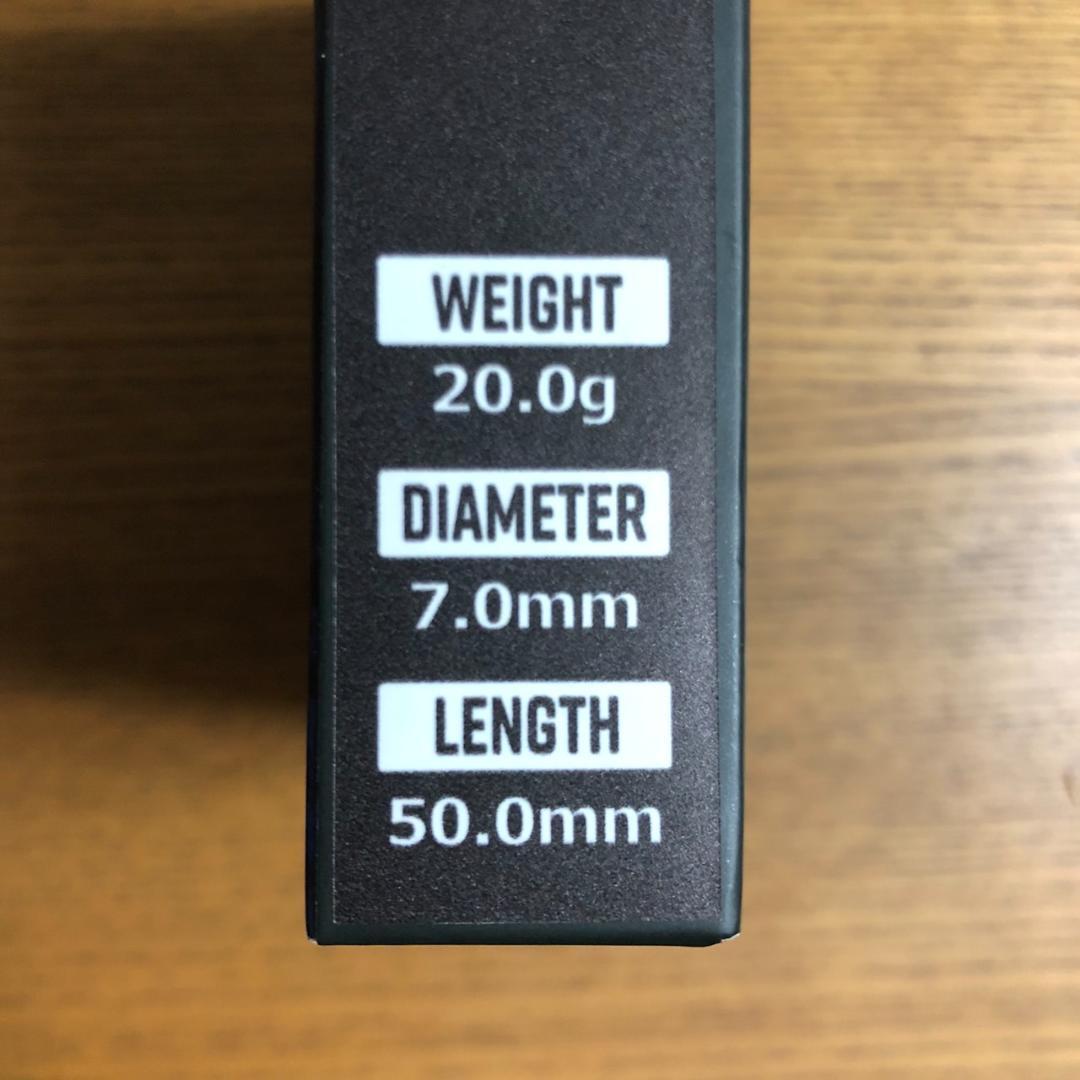 WEIGHT
20.0g
DIAMETER
7.0mm
LENGTH
50.0mm